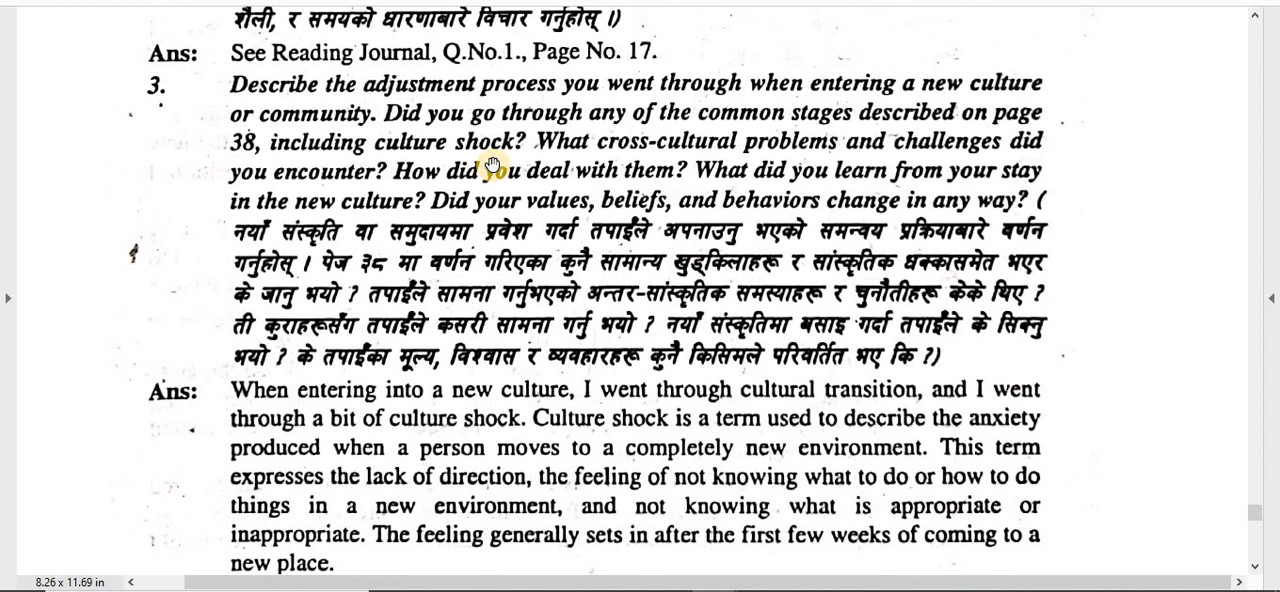 शैली, र समयको धारणाबारे विचार गर्नुहोस् ।)
Ans: See Reading Journal, Q.No.1., Page No. 17.
3. Describe the adjustment process you went through when entering a new culture
or community. Did you go through any of the common stages described on page
38, including culture shock? What cross-cultural problems and challenges did
you encounter? How did you deal with them? What did you learn from your stay
in the new culture? Did your values, beliefs, and behaviors change in any way? (
नयाँ संस्कृति वा समुदायमा प्रवेश गर्दा तपाईंले अपनाउनु भएको समन्वय प्रक्रियाबारे वर्णन
गर्नुहोस् । पेज ३८ मा वर्णन गरिएका कुनै सामान्य खुड्किलाहरू र सांस्कृतिक धक्कासमेत भएर
के जानु भयो ? तपाईंले सामना गर्नुभएको अन्तर-सांस्कृतिक समस्याहरू र चुनौतीहरू केके थिए ?
ती कुराहरूसँग तपाईंले कसरी सामना गर्नु भयो ? नयाँ संस्कृतिमा बसाइ गर्दा तपाईंले के सिक्नु
भयो ? के तपाईंका मूल्य, विश्वास र व्यवहारहरू कुनै किसिमले परिवर्तित भए कि ?)
Ans: When entering into a new culture, I went through cultural transition, and I went
through a bit of culture shock. Culture shock is a term used to describe the anxiety
produced when a person moves to a completely new environment. This term
expresses the lack of direction, the feeling of not knowing what to do or how to do
things in a new environment, and not knowing what is appropriate or
inappropriate. The feeling generally sets in after the first few weeks of coming to a
new place.
8.26 x 11.69 in